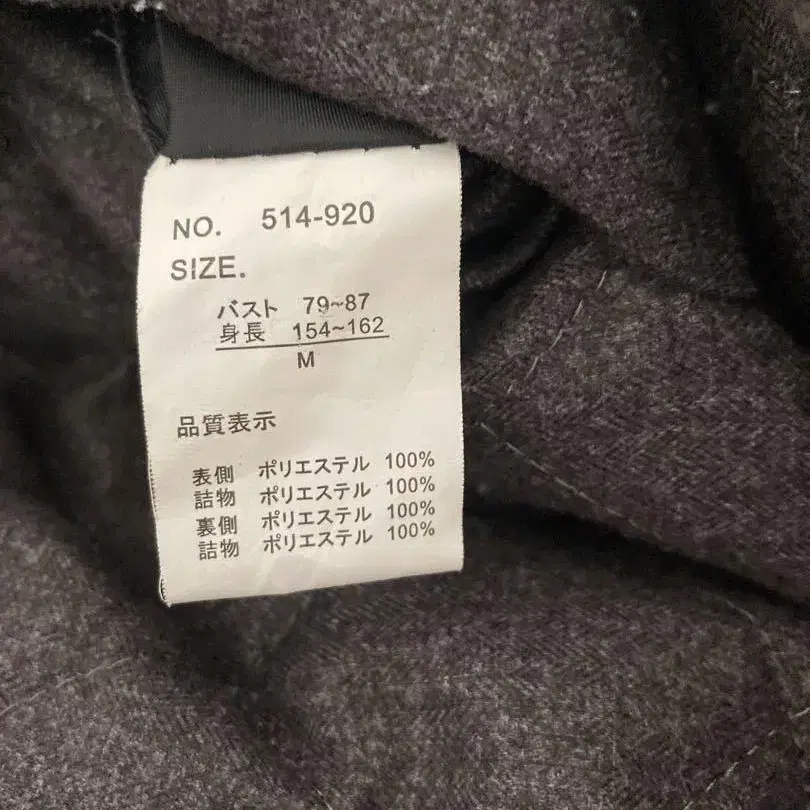 NO. 514-920
SIZE.
バスト 79~87
身長 154~162
M
品質表示
表側 ポリエステル 100%
詰物 ポリエステル 100%
裏側 ポリエステル 100%
詰物 ポリエステル 100%